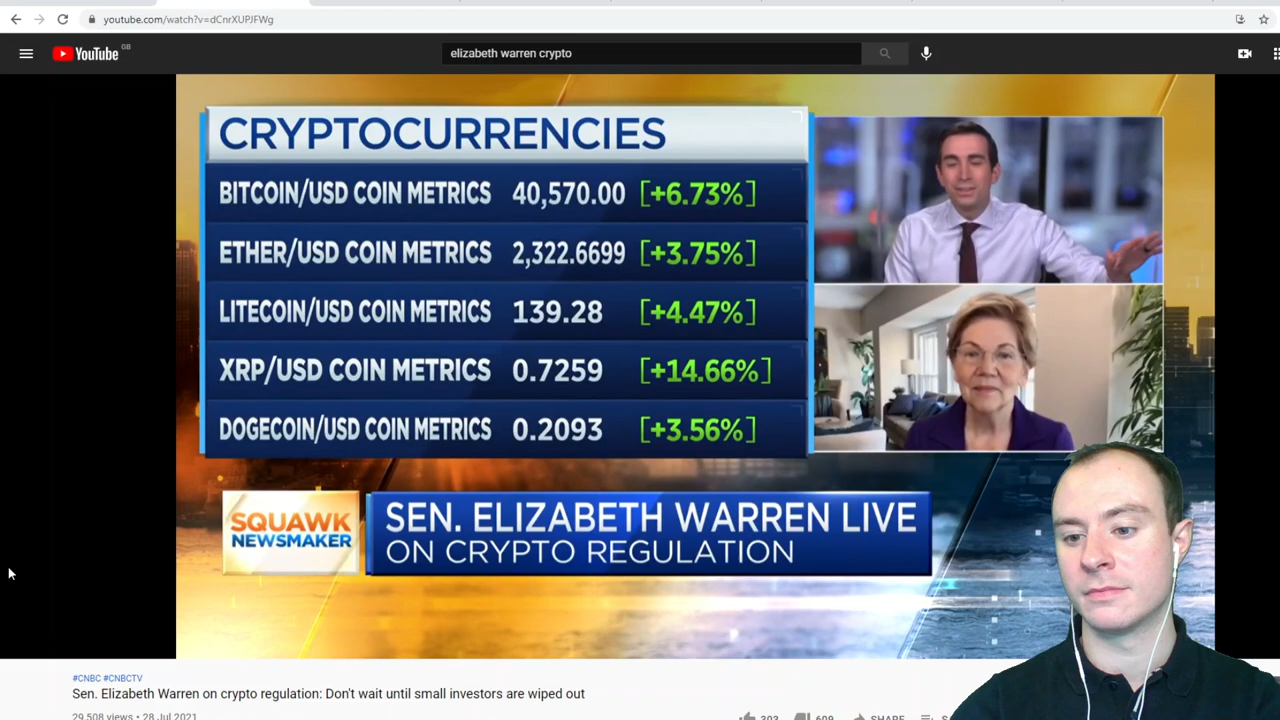 youtube.com/watch?v=dCnrXUPJFWg
YouTube GB
elizabeth warren crypto
CRYPTOCURRENCIES
BITCOIN/USD COIN METRICS 40,570.00 [+6.73%]
ETHER/USD COIN METRICS 2,322.6699 [+3.75%]
LITECOIN/USD COIN METRICS 139.28 [+4.47%]
XRP/USD COIN METRICS 0.7259 [+14.66%]
DOGECOIN/USD COIN METRICS 0.2093 [+3.56%]
SQUAWK
NEWSMAKER
SEN. ELIZABETH WARREN LIVE
ON CRYPTO REGULATION
#CNBC #CNBCTV
Sen. Elizabeth Warren on crypto regulation: Don't wait until small investors are wiped out
29,508 views • 28 Jul 2021 303 609 SHARE